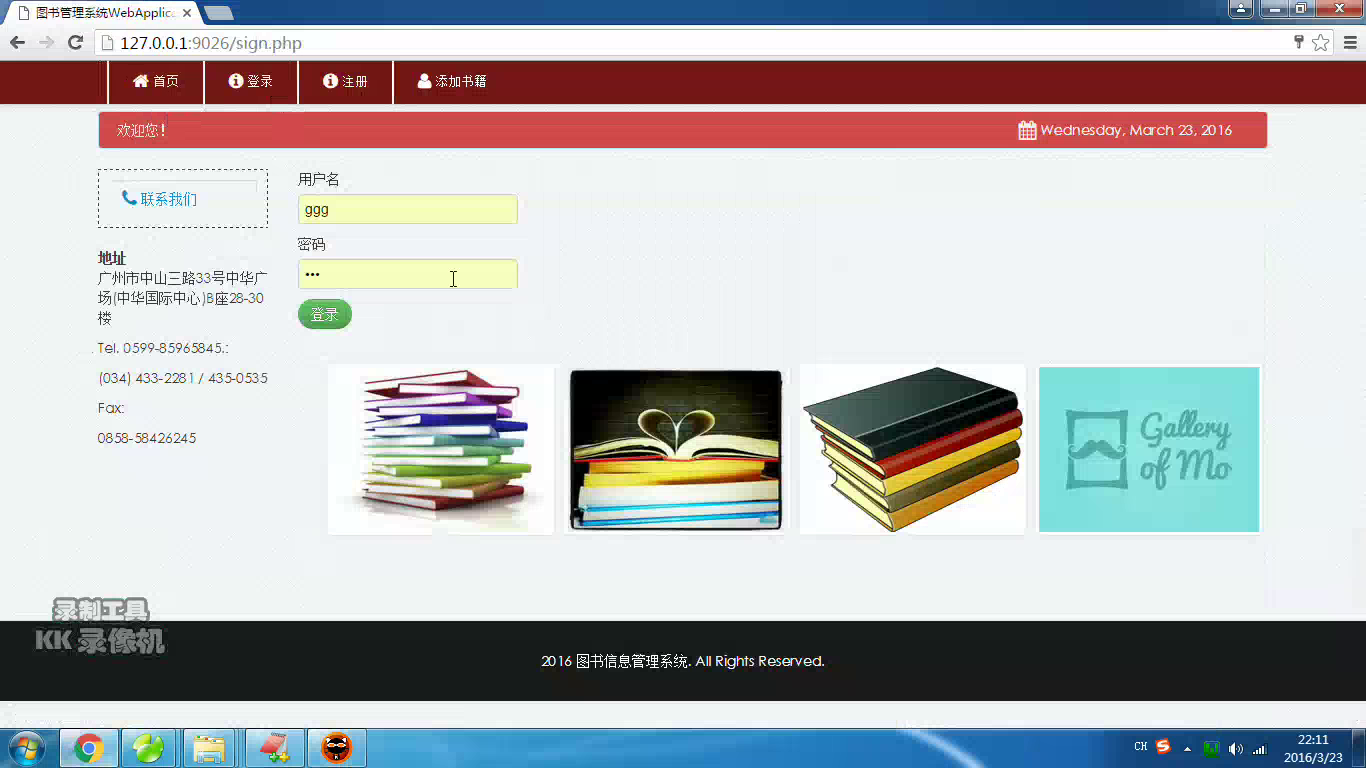 图书管理系统WebApplica
127.0.0.1:9026/sign.php
首页 登录 注册 添加书籍
欢迎您！
Wednesday, March 23, 2016
联系我们
地址
广州市中山三路33号中华广
场(中华国际中心)B座28-30
楼
Tel. 0599-85965845.:
(034) 433-2281 / 435-0535
Fax:
0858-58426245
用户名
ggg
密码
•••
登录
Gallery
of Mo
录制工具
KK 录像机
2016 图书信息管理系统. All Rights Reserved.
CH
22:11
2016/3/23